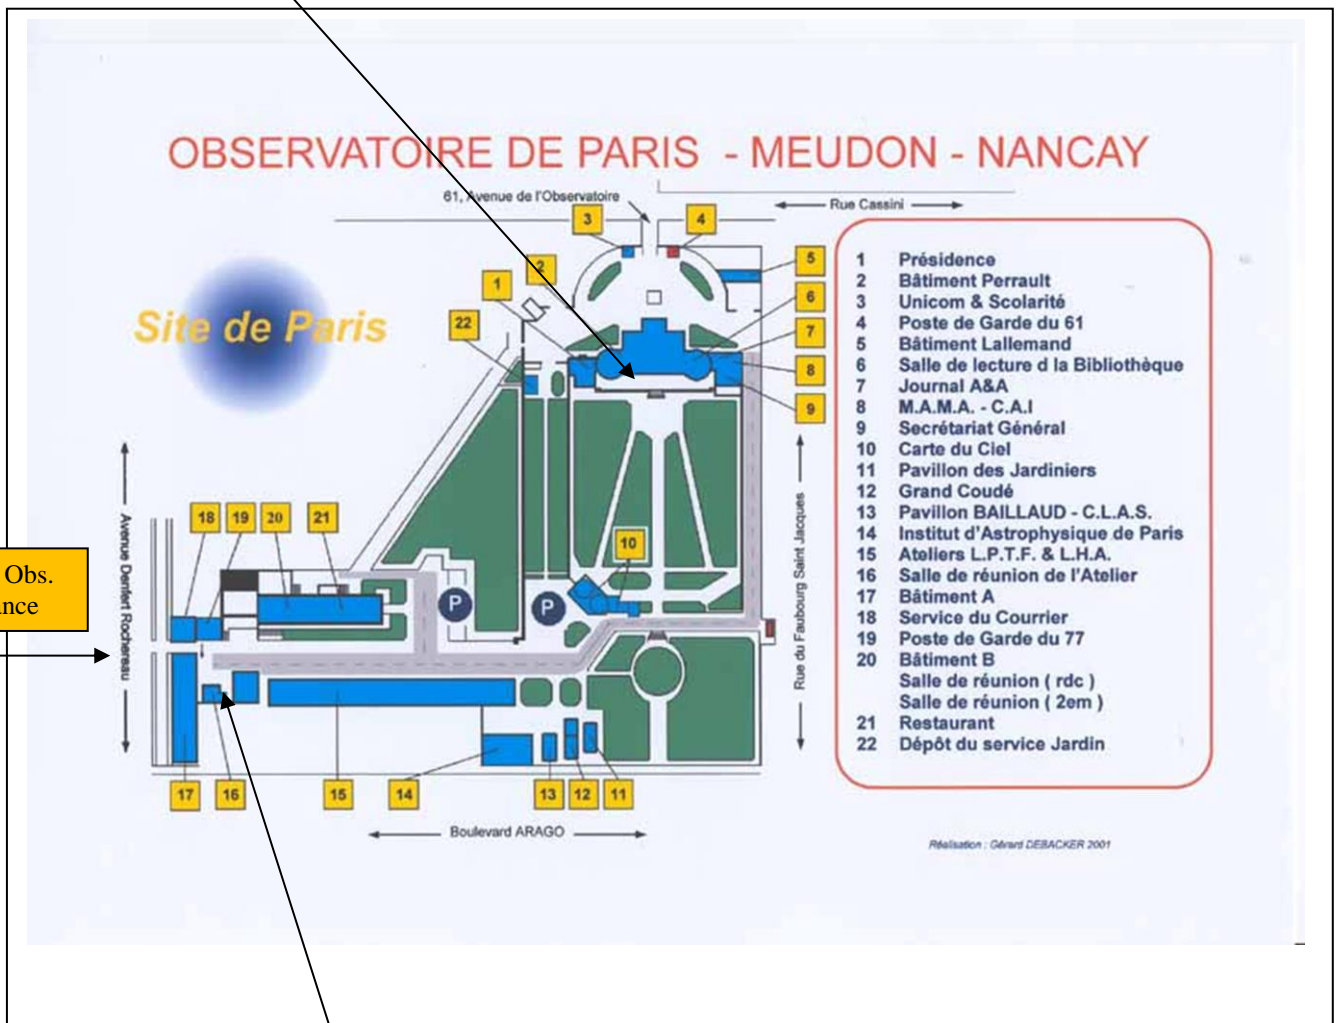 OBSERVATOIRE DE PARIS - MEUDON - NANCAY
61, Avenue de l'Observatoire
Rue Cassini
3
4
2
5
1
6
22
7
8
9
Site de Paris
1 Présidence
2 Bâtiment Perrault
3 Unicom & Scolarité
4 Poste de Garde du 61
5 Bâtiment Lallemand
6 Salle de lecture d la Bibliothèque
7 Journal A&A
8 M.A.M.A. - C.A.I
9 Secrétariat Général
10 Carte du Ciel
11 Pavillon des Jardiniers
12 Grand Coudé
13 Pavillon BAILLAUD - C.L.A.S.
14 Institut d'Astrophysique de Paris
15 Ateliers L.P.T.F. & L.H.A.
16 Salle de réunion de l'Atelier
17 Bâtiment A
18 Service du Courrier
19 Poste de Garde du 77
20 Bâtiment B
Salle de réunion ( rdc )
Salle de réunion ( 2em )
21 Restaurant
22 Dépôt du service Jardin
Avenue Denfert Rochereau
Rue du Faubourg Saint Jacques
18
19
20
21
10
Obs.
P
P
17
16
15
14
13
12
11
Boulevard ARAGO
Réalisation : Gérard DEBACKER 2001